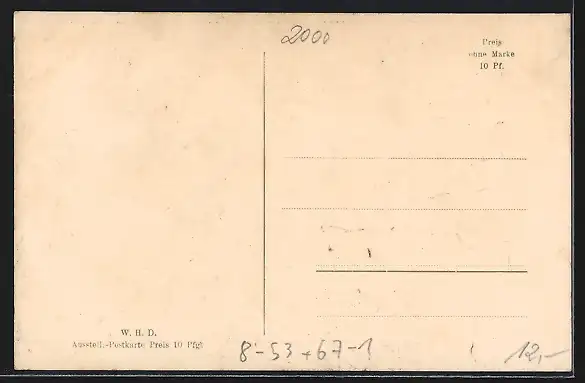 2000
Preis
ohne Marke
10 Pf.
W. H. D.
Ausstell.-Postkarte Preis 10 Pfg.
8-53+67-1
12,-